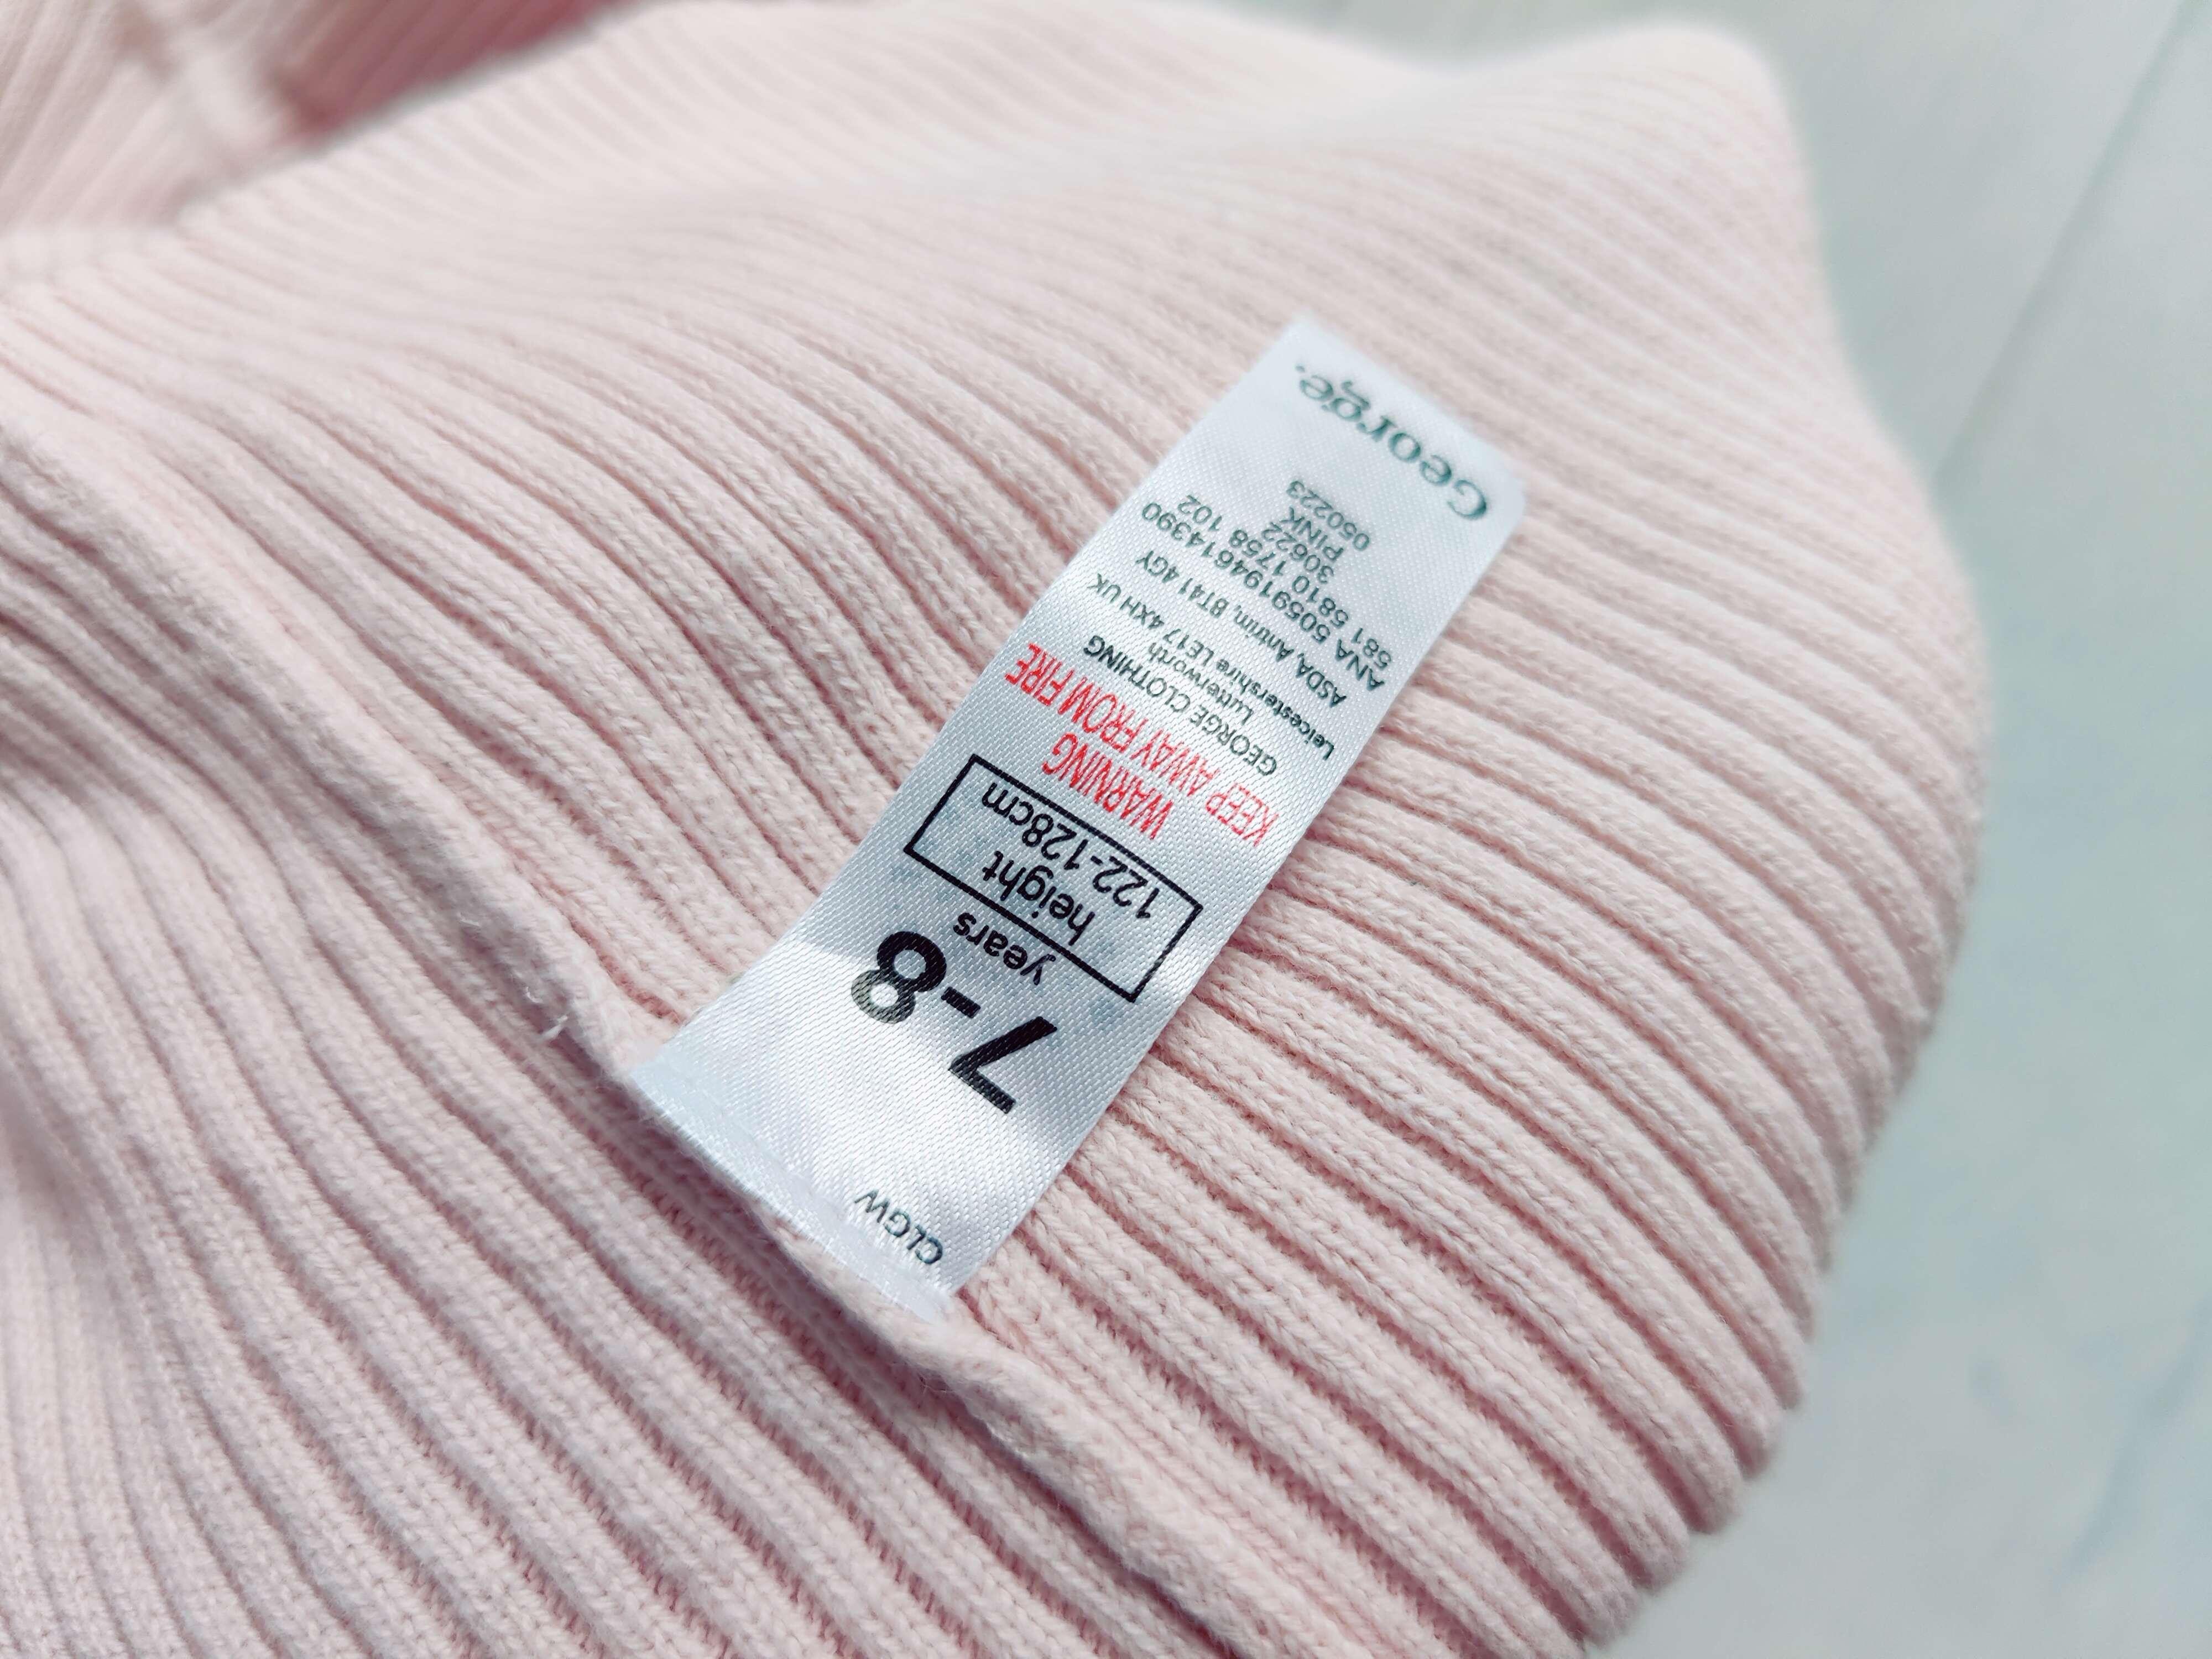 CLGW
7-8
years
height
122-128cm
WARNING
KEEP AWAY FROM FIRE
GEORGE CLOTHING
Lutterworth
Leicestershire LE17 4XH UK
ASDA, Antrim, BT41 4GY
ANA 5059194614390
581 5810 1758 102
30622
PINK
050223
George.